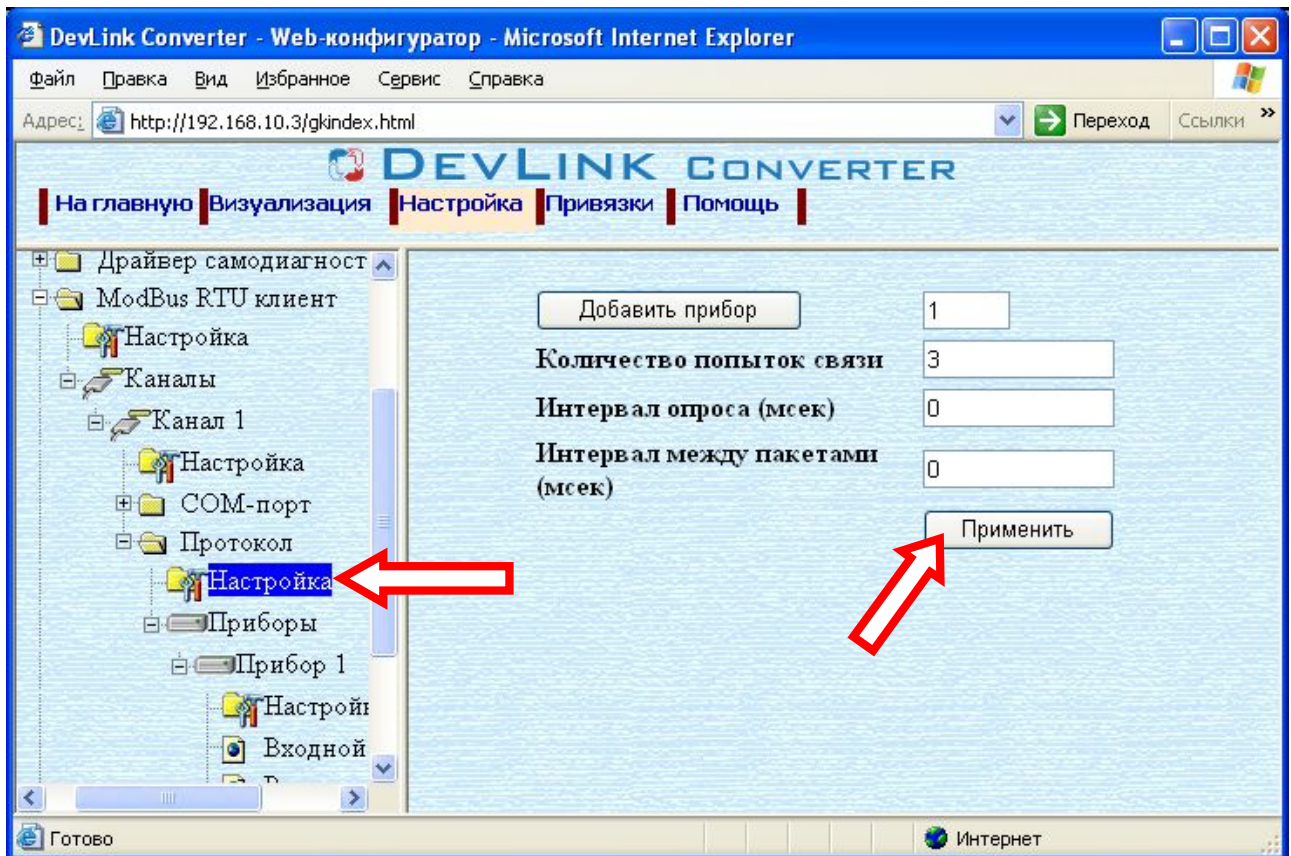 DevLink Converter - Web-конфигуратор - Microsoft Internet Explorer
Файл Правка Вид Избранное Сервис Справка
Адрес: http://192.168.10.3/gkindex.html Переход Ссылки »
DEVLINK CONVERTER
На главную Визуализация Настройка Привязки Помощь
Драйвер самодиагност
ModBus RTU клиент
Настройка
Каналы
Канал 1
Настройка
COM-порт
Протокол
Настройка
Приборы
Прибор 1
Настрой
Входной
Добавить прибор 1
Количество попыток связи 3
Интервал опроса (мсек) 0
Интервал между пакетами
(мсек) 0
Применить
Готово Интернет